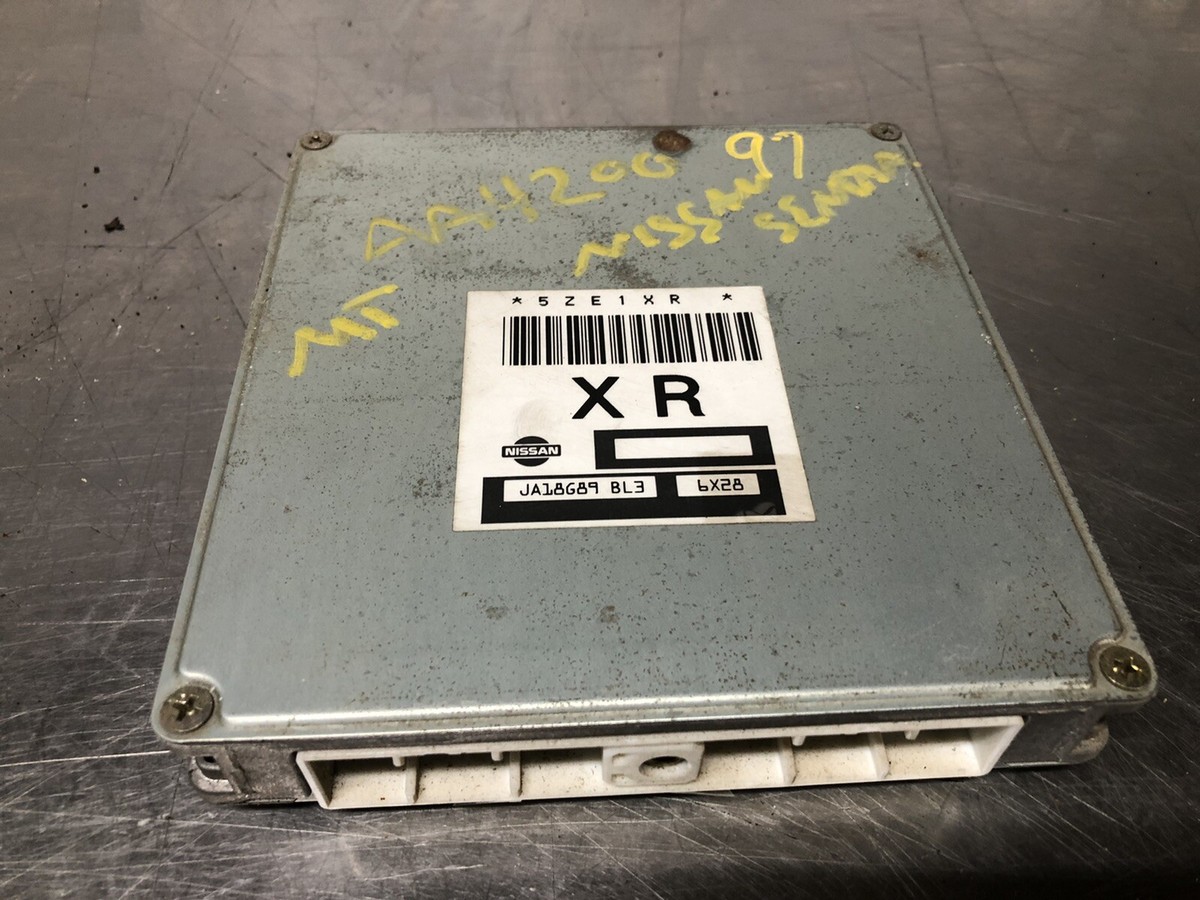 97
AA4200
NISSAN
SENTRA
MT
*5ZE1XR *
XR
NISSAN
JA18G89 BL3 6X28